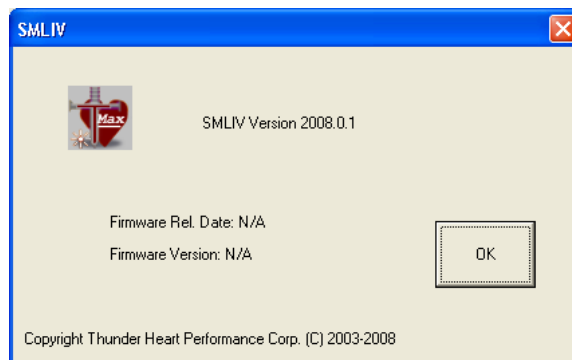 SMLIV
TMax
SMLIV Version 2008.0.1
Firmware Rel. Date: N/A
Firmware Version: N/A
OK
Copyright Thunder Heart Performance Corp. (C) 2003-2008